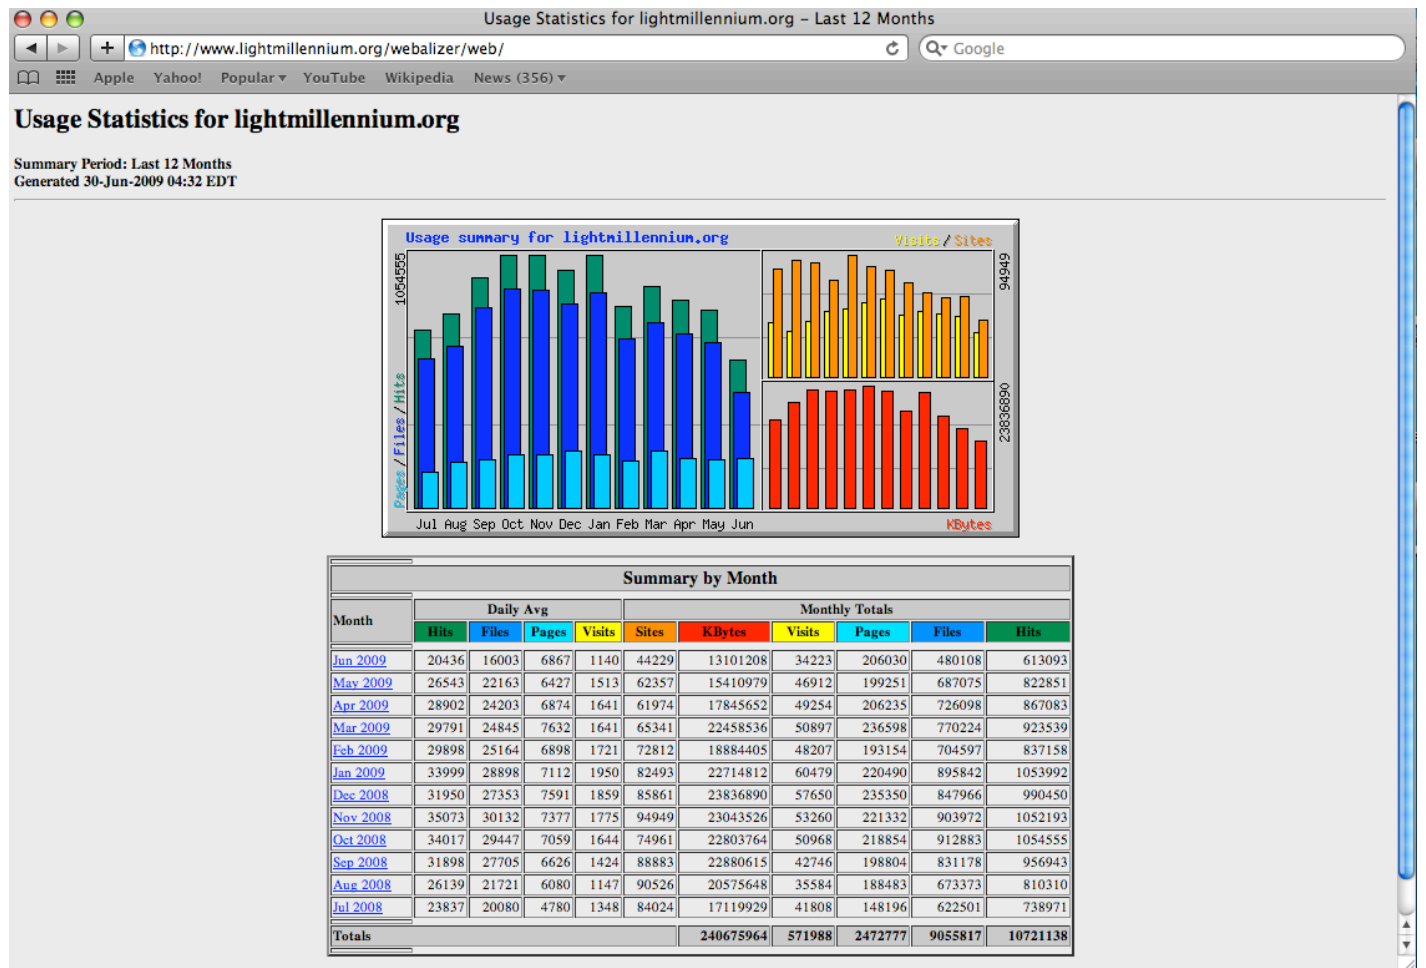 Usage Statistics for lightmillennium.org – Last 12 Months
http://www.lightmillennium.org/webalizer/web/
Google
Apple Yahoo! Popular YouTube Wikipedia News (356)
Usage Statistics for lightmillennium.org
Summary Period: Last 12 Months
Generated 30-Jun-2009 04:32 EDT
Usage summary for lightmillennium.org
Visits / Sites
1054555
94949
Pages / Files / Hits
23836890
Jul Aug Sep Oct Nov Dec Jan Feb Mar Apr May Jun
KBytes
Summary by Month
Month Daily Avg Monthly Totals
Hits Files Pages Visits Sites KBytes Visits Pages Files Hits
Jun 2009 20436 16003 6867 1140 44229 13101208 34223 206030 480108 613093
May 2009 26543 22163 6427 1513 62357 15410979 46912 199251 687075 822851
Apr 2009 28902 24203 6874 1641 61974 17845652 49254 206235 726098 867083
Mar 2009 29791 24845 7632 1641 65341 22458536 50897 236598 770224 923539
Feb 2009 29898 25164 6898 1721 72812 18884405 48207 193154 704597 837158
Jan 2009 33999 28898 7112 1950 82493 22714812 60479 220490 895842 1053992
Dec 2008 31950 27353 7591 1859 85861 23836890 57650 235350 847966 990450
Nov 2008 35073 30132 7377 1775 94949 23043526 53260 221332 903972 1052193
Oct 2008 34017 29447 7059 1644 74961 22803764 50968 218854 912883 1054555
Sep 2008 31898 27705 6626 1424 88883 22880615 42746 198804 831178 956943
Aug 2008 26139 21721 6080 1147 90526 20575648 35584 188483 673373 810310
Jul 2008 23837 20080 4780 1348 84024 17119929 41808 148196 622501 738971
Totals 240675964 571988 2472777 9055817 10721138